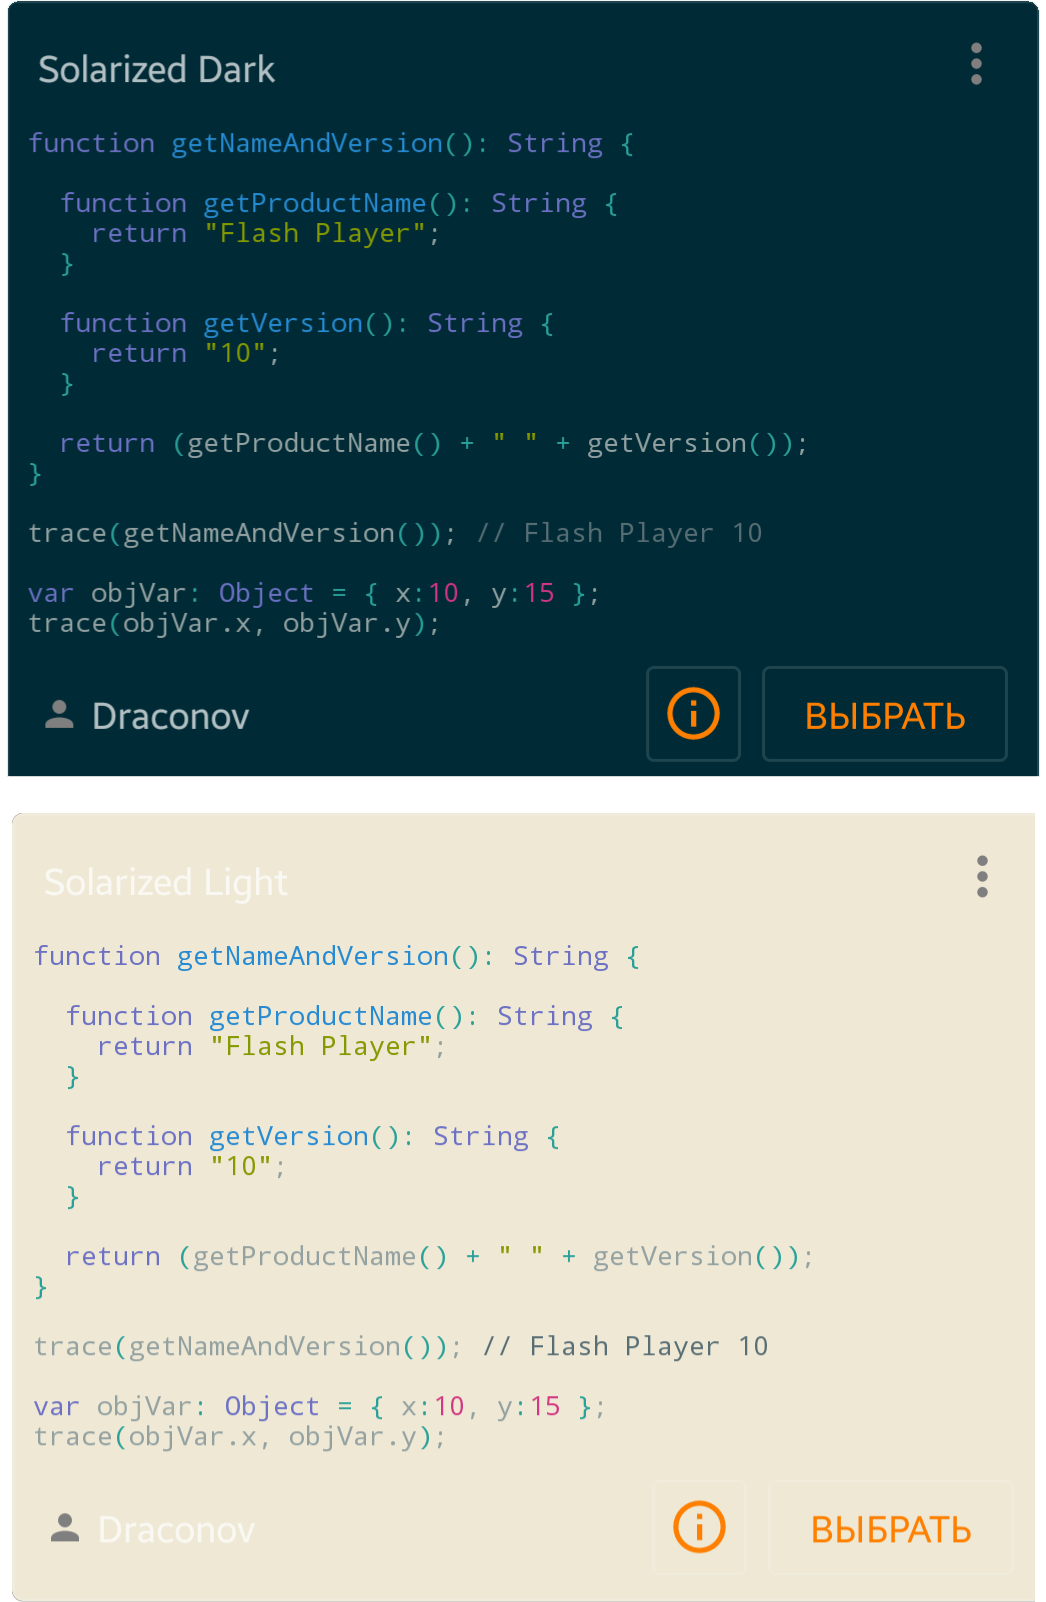 Solarized Dark
function getNameAndVersion(): String {
function getProductName(): String {
return "Flash Player";
}
function getVersion(): String {
return "10";
}
return (getProductName() + " " + getVersion());
}
trace(getNameAndVersion()); // Flash Player 10
var objVar: Object = { x:10, y:15 };
trace(objVar.x, objVar.y);
Draconov
ВЫБРАТЬ
Solarized Light
function getNameAndVersion(): String {
function getProductName(): String {
return "Flash Player";
}
function getVersion(): String {
return "10";
}
return (getProductName() + " " + getVersion());
}
trace(getNameAndVersion()); // Flash Player 10
var objVar: Object = { x:10, y:15 };
trace(objVar.x, objVar.y);
Draconov
ВЫБРАТЬ